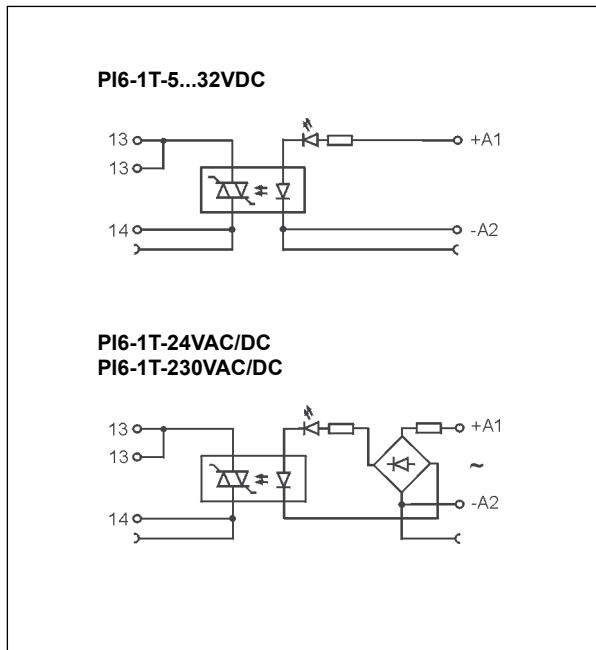 PI6-1T-5...32VDC
13
+A1
13
14
-A2
PI6-1T-24VAC/DC
PI6-1T-230VAC/DC
13
+A1
13
~
14
-A2